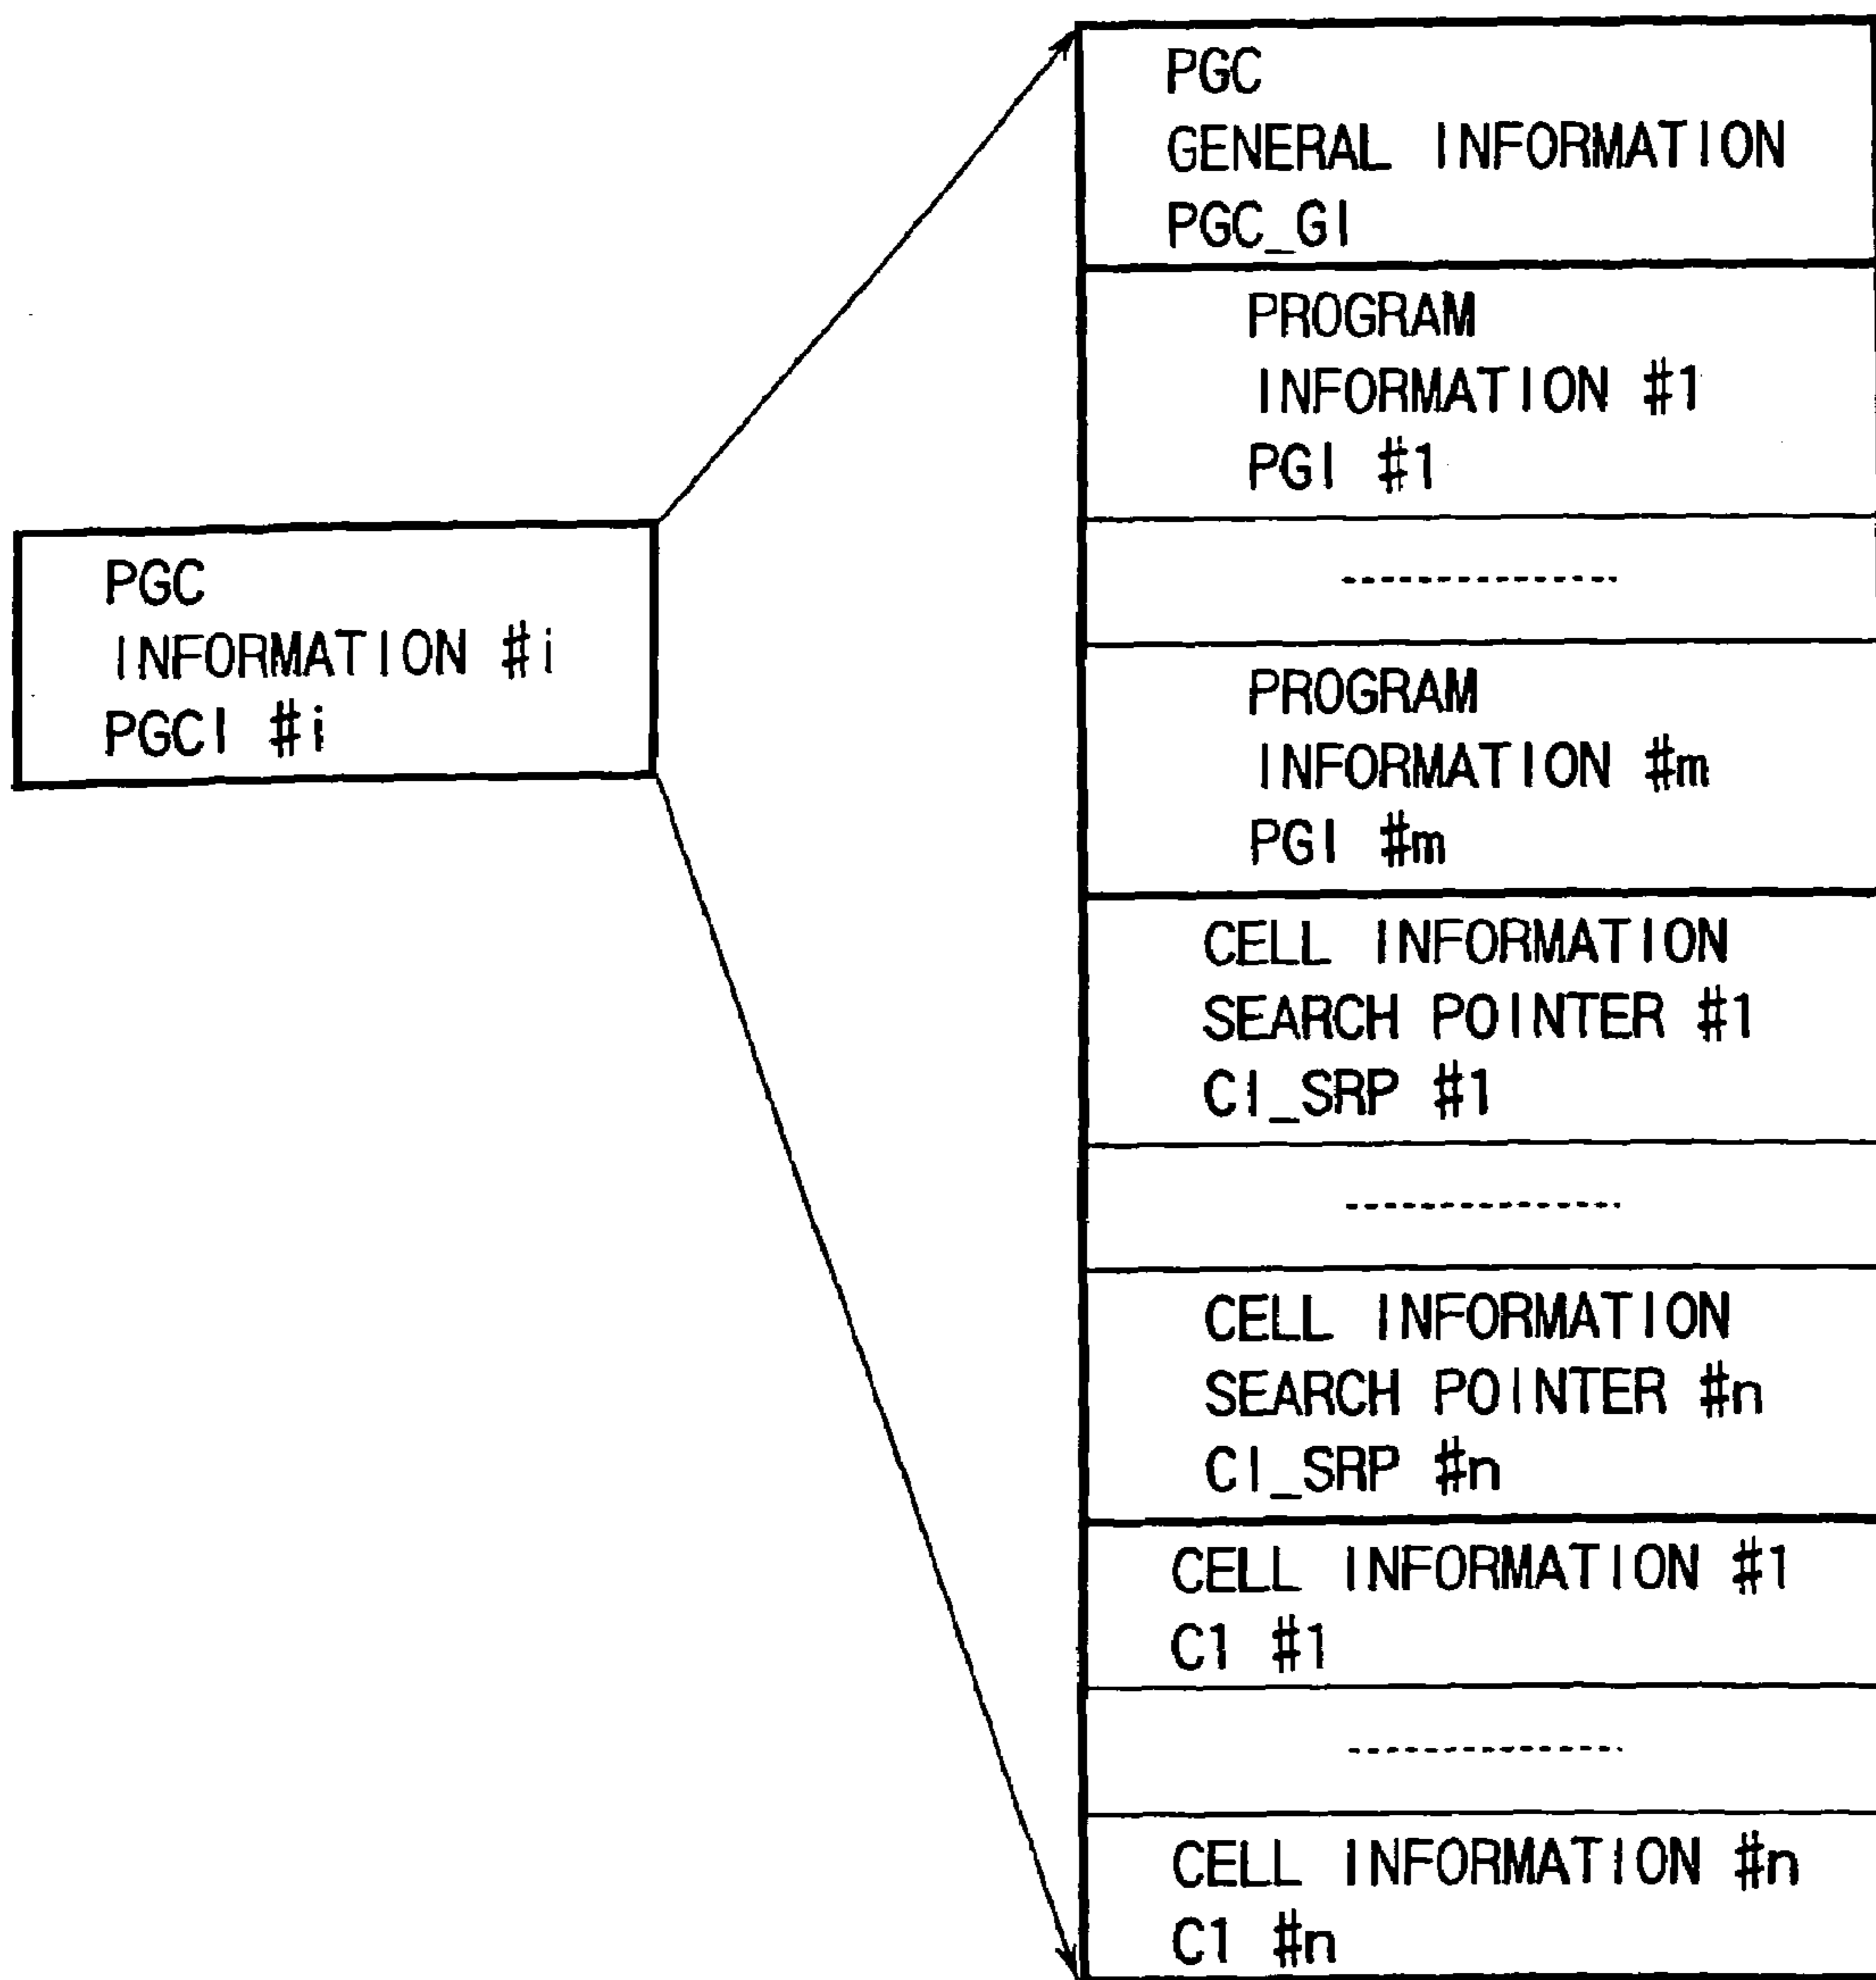 PGC
INFORMATION #i
PGCI #i
PGC
GENERAL INFORMATION
PGC_GI
PROGRAM
INFORMATION #1
PGI #1
PROGRAM
INFORMATION #m
PGI #m
CELL INFORMATION
SEARCH POINTER #1
CI_SRP #1
CELL INFORMATION
SEARCH POINTER #n
CI_SRP #n
CELL INFORMATION #1
C1 #1
CELL INFORMATION #n
C1 #n